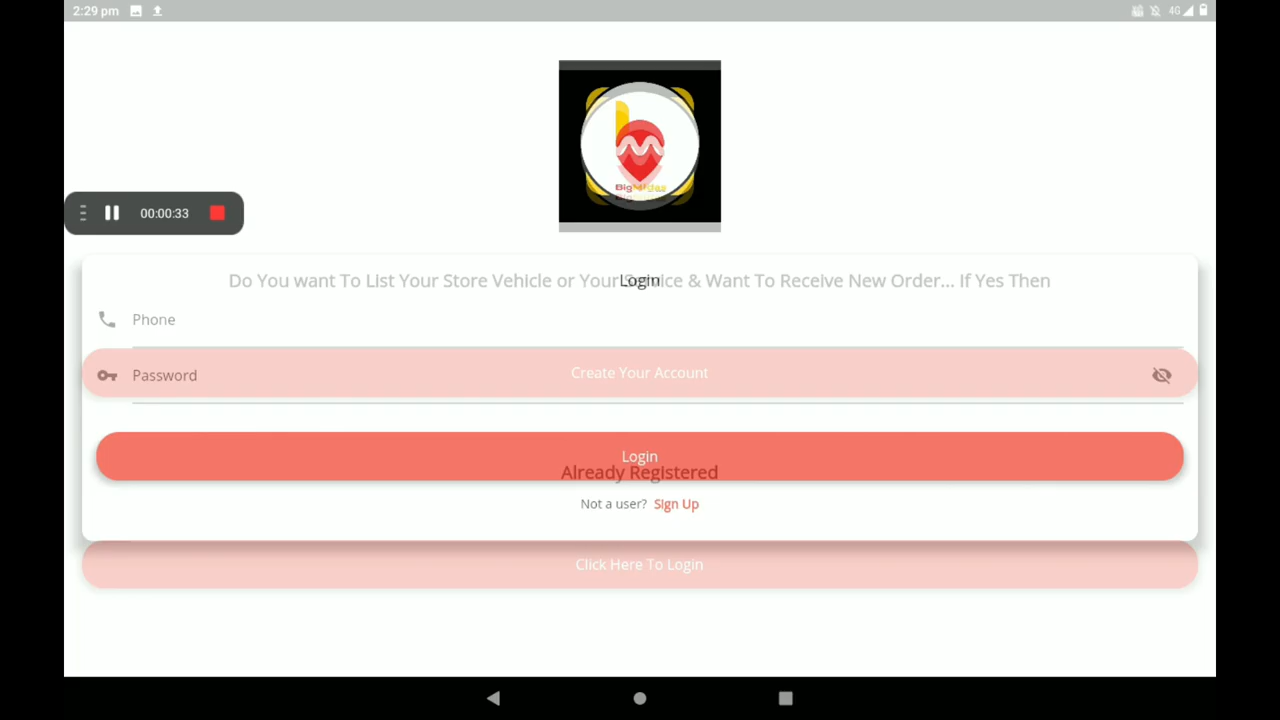 2:29 pm
4G
00:00:33
Do You want To List Your Store Vehicle or Your Service & Want To Receive New Order... If Yes Then
Login
Phone
Password
Create Your Account
Login
Already Registered
Not a user? Sign Up
Click Here To Login